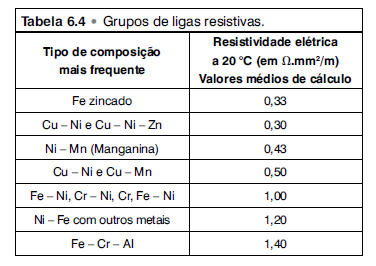 Tabela 6.4 • Grupos de ligas resistivas.
Tipo de composição
mais frequente
Resistividade elétrica
a 20 °C (em Ω.mm²/m)
Valores médios de cálculo
Fe zincado 0,33
Cu – Ni e Cu – Ni – Zn 0,30
Ni – Mn (Manganina) 0,43
Cu – Ni e Cu – Mn 0,50
Fe – Ni, Cr – Ni, Cr, Fe – Ni 1,00
Ni – Fe com outros metais 1,20
Fe – Cr – Al 1,40